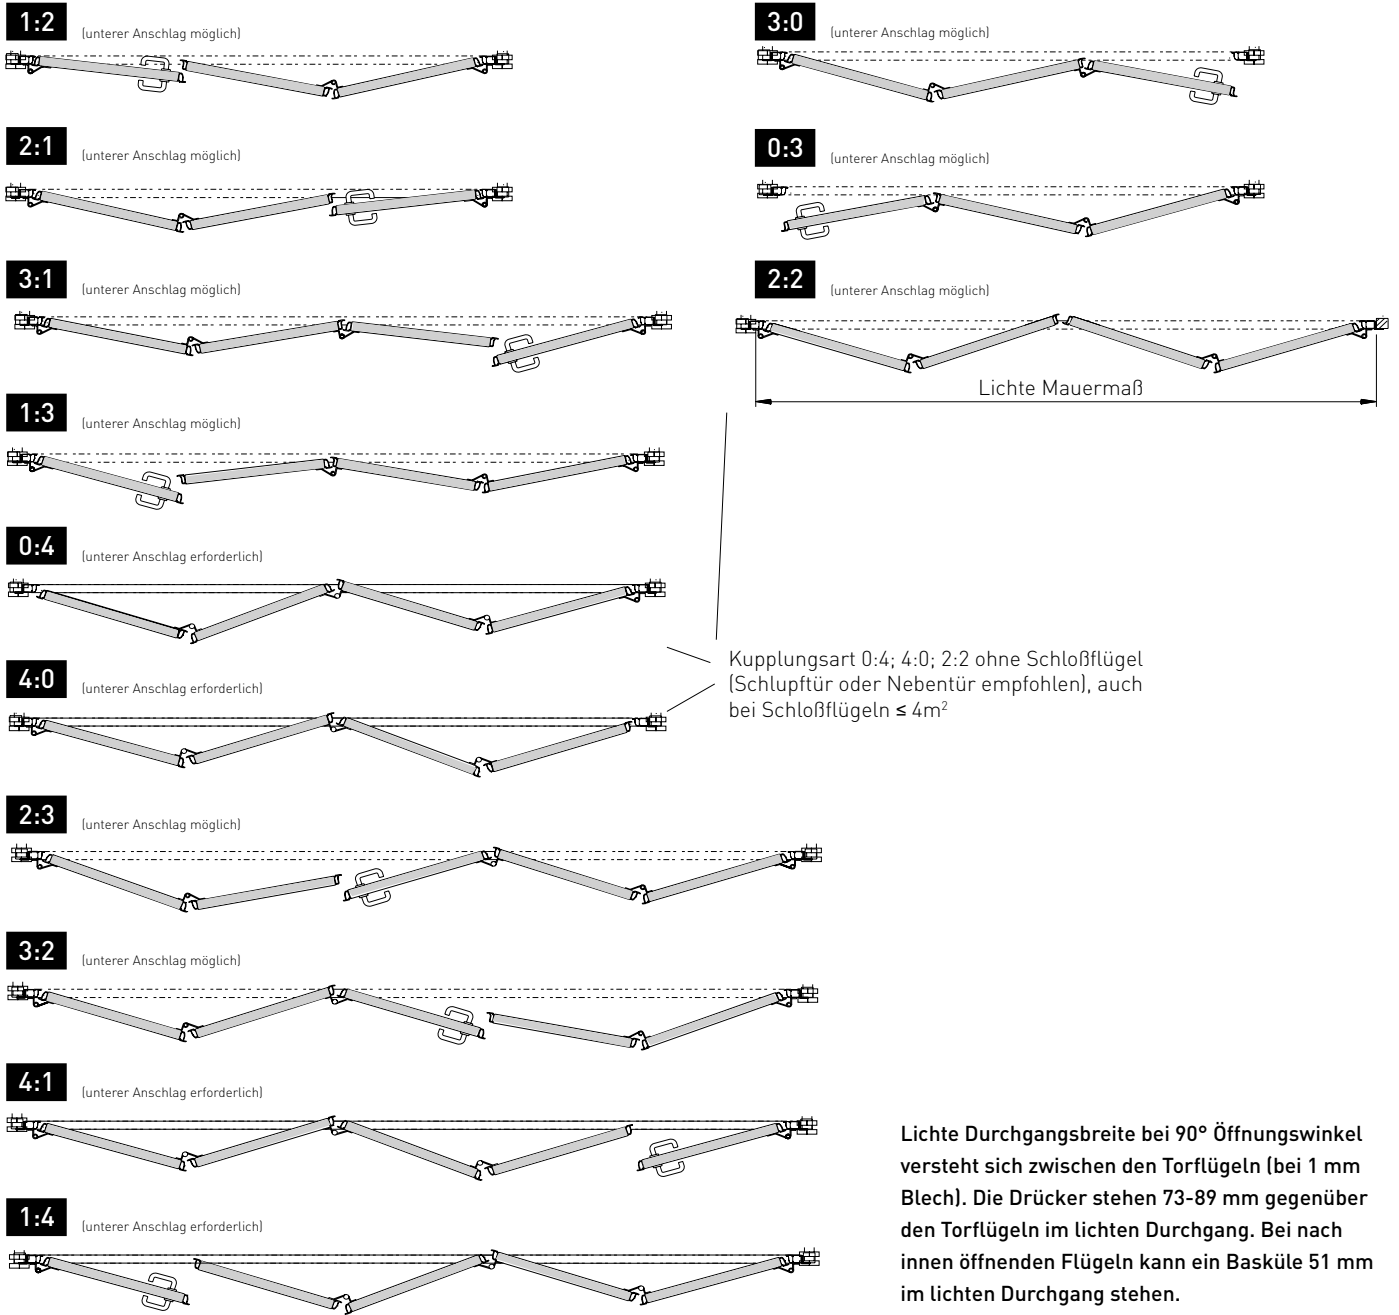 1:2
(unterer Anschlag möglich)
2:1
(unterer Anschlag möglich)
3:1
(unterer Anschlag möglich)
1:3
(unterer Anschlag möglich)
0:4
(unterer Anschlag erforderlich)
4:0
(unterer Anschlag erforderlich)
2:3
(unterer Anschlag möglich)
3:2
(unterer Anschlag möglich)
4:1
(unterer Anschlag erforderlich)
1:4
(unterer Anschlag erforderlich)
3:0
(unterer Anschlag möglich)
0:3
(unterer Anschlag möglich)
2:2
(unterer Anschlag möglich)
Lichte Mauermaß
Kupplungsart 0:4; 4:0; 2:2 ohne Schloßflügel
(Schlupftür oder Nebentür empfohlen), auch
bei Schloßflügeln ≤ 4m²
Lichte Durchgangsbreite bei 90° Öffnungswinkel
versteht sich zwischen den Torflügeln (bei 1 mm
Blech). Die Drücker stehen 73-89 mm gegenüber
den Torflügeln im lichten Durchgang. Bei nach
innen öffnenden Flügeln kann ein Basküle 51 mm
im lichten Durchgang stehen.